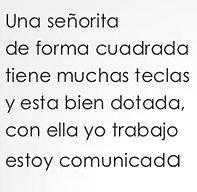 Una señorita
de forma cuadrada
tiene muchas teclas
y esta bien dotada,
con ella yo trabajo
estoy comunicada